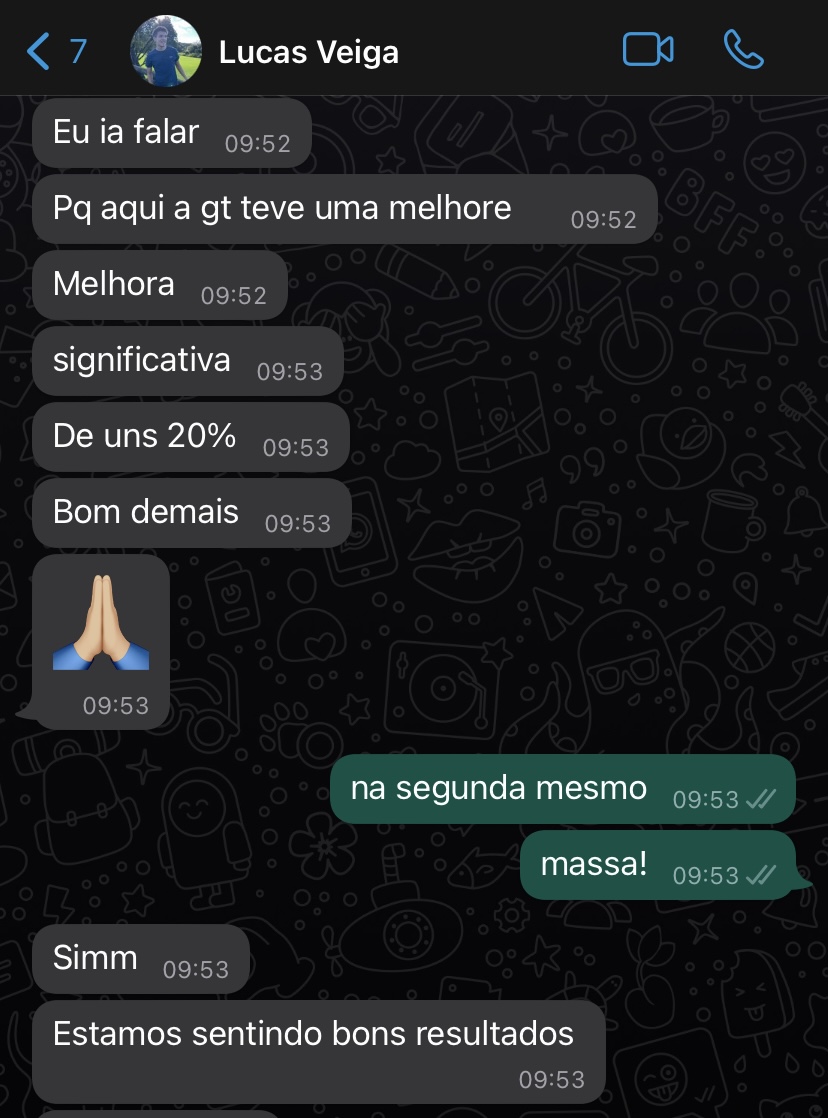 7 Lucas Veiga
Eu ia falar 09:52
Pq aqui a gt teve uma melhore 09:52
Melhora 09:52
significativa 09:53
De uns 20% 09:53
Bom demais 09:53
🙏🏼
09:53
na segunda mesmo 09:53
massa! 09:53
Simm 09:53
Estamos sentindo bons resultados
09:53
BFF